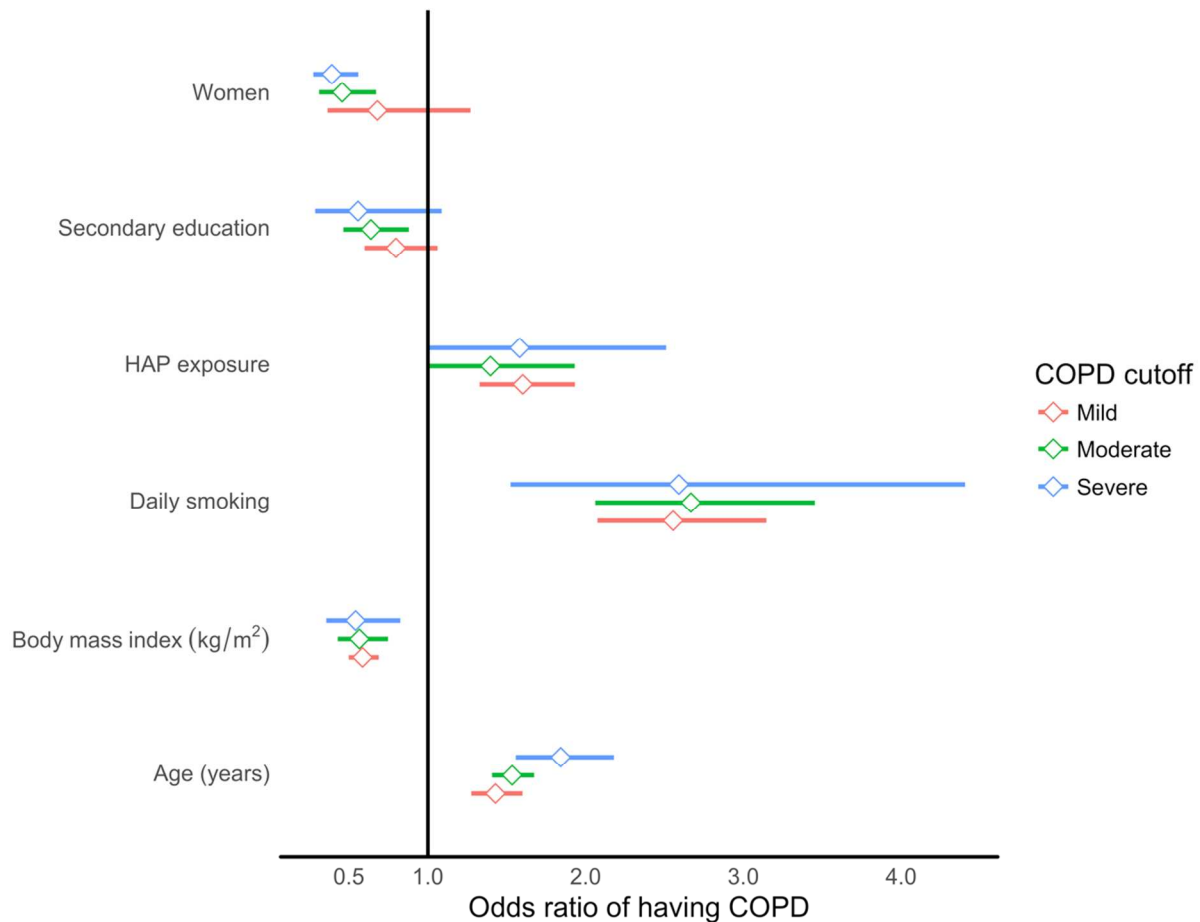 Women
Secondary education
HAP exposure
Daily smoking
Body mass index (kg/m²)
Age (years)
0.5 1.0 2.0 3.0 4.0
Odds ratio of having COPD
COPD cutoff
Mild
Moderate
Severe